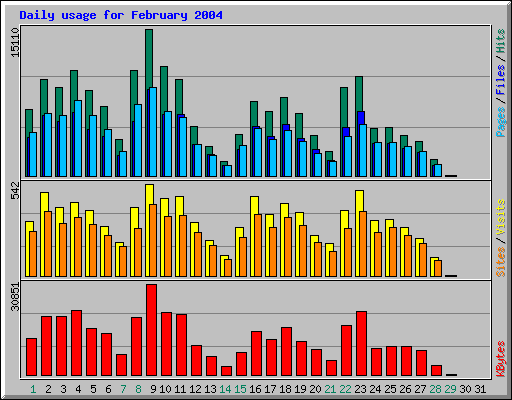 Daily usage for February 2004
15110
Pages / Files / Hits
542
Sites / Visits
30851
KBytes
1 2 3 4 5 6 7 8 9 10 11 12 13 14 15 16 17 18 19 20 21 22 23 24 25 26 27 28 29 30 31